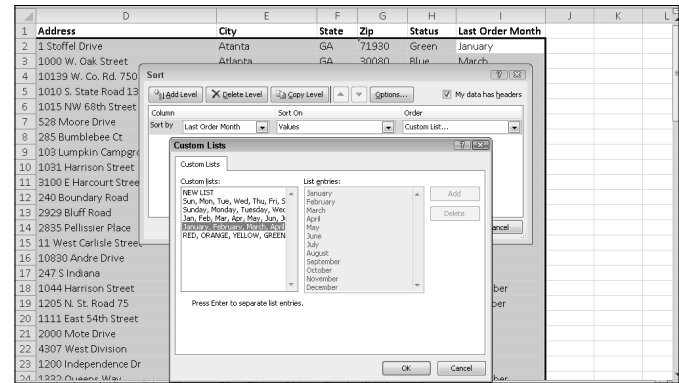 D E F G H I J K L
1 Address City State Zip Status Last Order Month
2 1 Stoffel Drive Atanta GA 71930 Green January
3 1000 W. Oak Street Atlanta GA 30080 Blue March
4 10139 W. Co. Rd. 750
5 1010 S. State Road 13
6 1015 NW 68th Street
7 528 Moore Drive
8 285 Bumblebee Ct
9 103 Lumpkin Campgro
10 1031 Harrison Street
11 3100 E Harcourt Stree
12 240 Boundary Road
13 2929 Bluff Road
14 2835 Pellissier Place
15 11 West Carlisle Street
16 10830 Andre Drive
17 247 S Indiana
18 1044 Harrison Street ber
19 1205 N. St. Road 75 ber
20 1111 East 54th Street
21 2000 Mote Drive
22 4307 West Division
23 1200 Independence Dr
24 1332 Queens Way ber
Sort
Add Level Delete Level Copy Level Options... My data has headers
Column Sort On Order
Sort by Last Order Month Values Custom List...
ancel
Custom Lists
Custom Lists
Custom lists: List entries:
NEW LIST
Sun, Mon, Tue, Wed, Thu, Fri, S
Sunday, Monday, Tuesday, Wed
Jan, Feb, Mar, Apr, May, Jun, J
January, February, March, April
RED, ORANGE, YELLOW, GREEN
January
February
March
April
May
June
July
August
September
October
November
December
Add
Delete
Press Enter to separate list entries.
OK Cancel